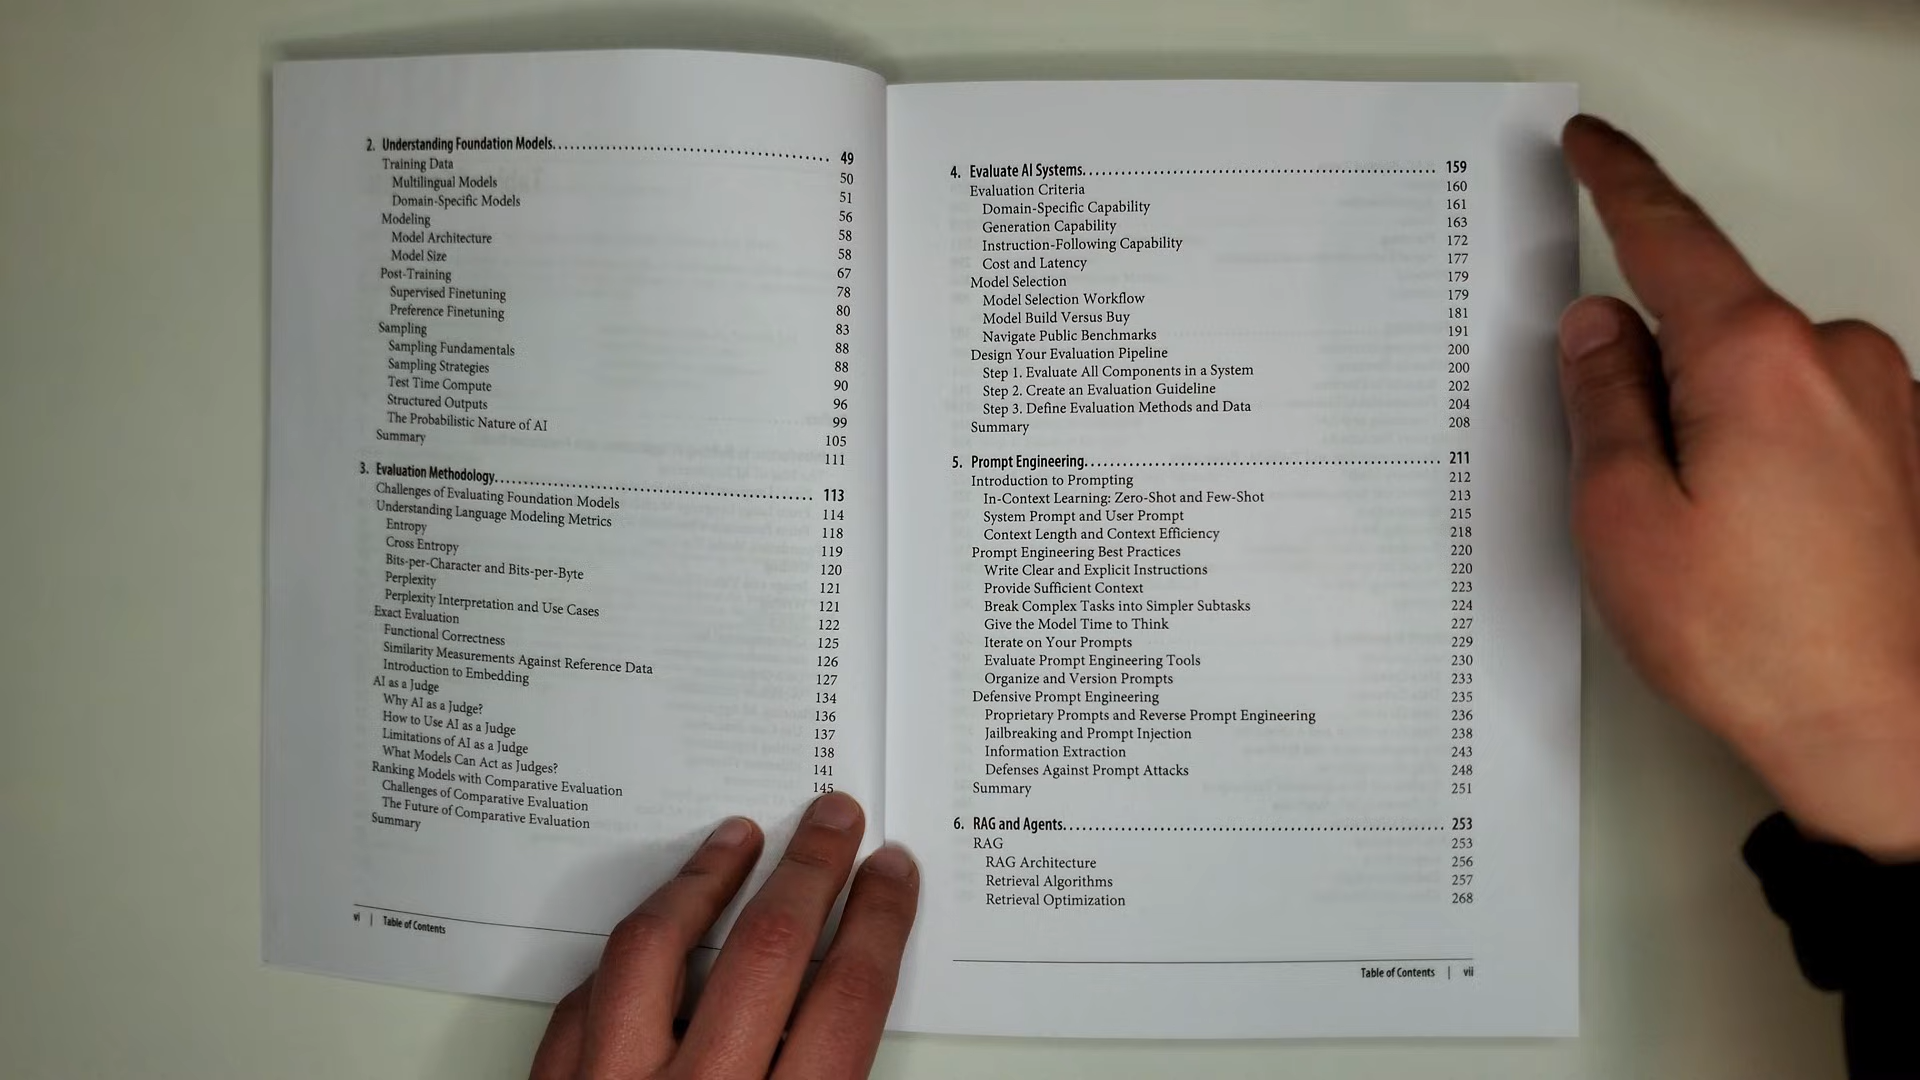 2. Understanding Foundation Models. . . . . . . . . . . . . . . . . . . . . . . . . . . . . . . . . . . . . . . 49
Training Data 50
Multilingual Models 51
Domain-Specific Models 56
Modeling 58
Model Architecture 58
Model Size 67
Post-Training 78
Supervised Finetuning 80
Preference Finetuning 83
Sampling 88
Sampling Fundamentals 88
Sampling Strategies 90
Test Time Compute 96
Structured Outputs 99
The Probabilistic Nature of AI 105
Summary 111
3. Evaluation Methodology. . . . . . . . . . . . . . . . . . . . . . . . . . . . . . . . . . . . . . . . . . . . . 113
Challenges of Evaluating Foundation Models 114
Understanding Language Modeling Metrics 118
Entropy 119
Cross Entropy 120
Bits-per-Character and Bits-per-Byte 121
Perplexity 121
Perplexity Interpretation and Use Cases 122
Exact Evaluation 125
Functional Correctness 126
Similarity Measurements Against Reference Data 127
Introduction to Embedding 134
AI as a Judge 136
Why AI as a Judge? 137
How to Use AI as a Judge 138
Limitations of AI as a Judge 141
What Models Can Act as Judges? 145
Ranking Models with Comparative Evaluation
Challenges of Comparative Evaluation
The Future of Comparative Evaluation
Summary
vi | Table of Contents
4. Evaluate AI Systems. . . . . . . . . . . . . . . . . . . . . . . . . . . . . . . . . . . . . . . . . . . . . . . . . 159
Evaluation Criteria 160
Domain-Specific Capability 161
Generation Capability 163
Instruction-Following Capability 172
Cost and Latency 177
Model Selection 179
Model Selection Workflow 179
Model Build Versus Buy 181
Navigate Public Benchmarks 191
Design Your Evaluation Pipeline 200
Step 1. Evaluate All Components in a System 200
Step 2. Create an Evaluation Guideline 202
Step 3. Define Evaluation Methods and Data 204
Summary 208
5. Prompt Engineering. . . . . . . . . . . . . . . . . . . . . . . . . . . . . . . . . . . . . . . . . . . . . . . . . 211
Introduction to Prompting 212
In-Context Learning: Zero-Shot and Few-Shot 213
System Prompt and User Prompt 215
Context Length and Context Efficiency 218
Prompt Engineering Best Practices 220
Write Clear and Explicit Instructions 220
Provide Sufficient Context 223
Break Complex Tasks into Simpler Subtasks 224
Give the Model Time to Think 227
Iterate on Your Prompts 229
Evaluate Prompt Engineering Tools 230
Organize and Version Prompts 233
Defensive Prompt Engineering 235
Proprietary Prompts and Reverse Prompt Engineering 236
Jailbreaking and Prompt Injection 238
Information Extraction 243
Defenses Against Prompt Attacks 248
Summary 251
6. RAG and Agents. . . . . . . . . . . . . . . . . . . . . . . . . . . . . . . . . . . . . . . . . . . . . . . . . . . . 253
RAG 253
RAG Architecture 256
Retrieval Algorithms 257
Retrieval Optimization 268
Table of Contents | vii